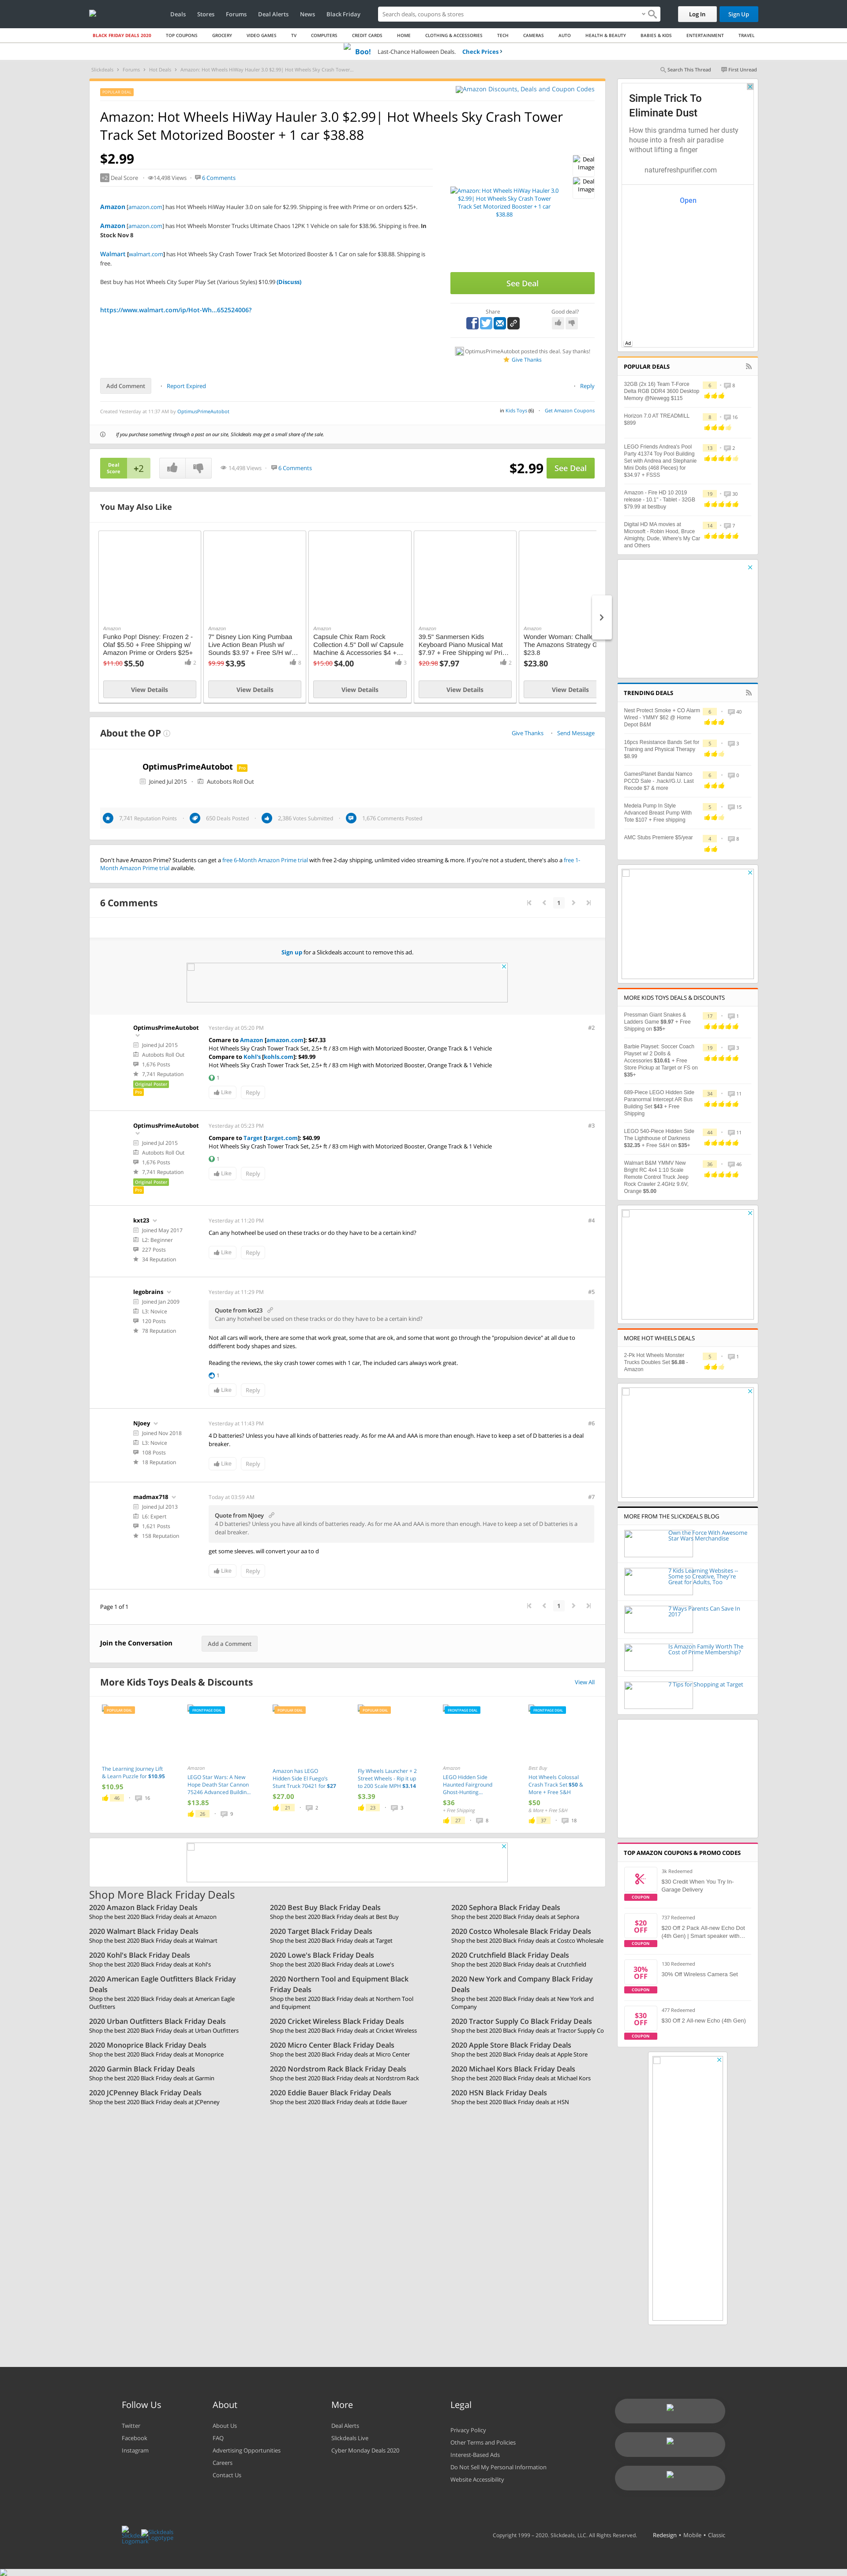 Deals Stores Forums Deal Alerts News Black Friday
Search deals, coupons & stores
Log In Sign Up
BLACK FRIDAY DEALS 2020 TOP COUPONS GROCERY VIDEO GAMES TV COMPUTERS CREDIT CARDS HOME CLOTHING & ACCESSORIES TECH CAMERAS AUTO HEALTH & BEAUTY BABIES & KIDS ENTERTAINMENT TRAVEL
Boo! Last-Chance Halloween Deals. Check Prices
Slickdeals Forums Hot Deals Amazon: Hot Wheels HiWay Hauler 3.0 $2.99| Hot Wheels Sky Crash Tower...
Search This Thread First Unread
POPULAR DEAL
Amazon Discounts, Deals and Coupon Codes
Amazon: Hot Wheels HiWay Hauler 3.0 $2.99| Hot Wheels Sky Crash Tower
Track Set Motorized Booster + 1 car $38.88
$2.99
+2 Deal Score 14,498 Views 6 Comments
Amazon [amazon.com] has Hot Wheels HiWay Hauler 3.0 on sale for $2.99. Shipping is free with Prime or on orders $25+.
Amazon [amazon.com] has Hot Wheels Monster Trucks Ultimate Chaos 12PK 1 Vehicle on sale for $38.96. Shipping is free. In
Stock Nov 8
Walmart [walmart.com] has Hot Wheels Sky Crash Tower Track Set Motorized Booster & 1 Car on sale for $38.88. Shipping is
free.
Best buy has Hot Wheels City Super Play Set (Various Styles) $10.99 (Discuss)
https://www.walmart.com/ip/Hot-Wh...652524006?
Amazon: Hot Wheels HiWay Hauler 3.0
$2.99| Hot Wheels Sky Crash Tower
Track Set Motorized Booster + 1 car
$38.88
Deal
Image
Deal
Image
See Deal
Share Good deal?
OptimusPrimeAutobot posted this deal. Say thanks!
Give Thanks
Add Comment Report Expired Reply
Created Yesterday at 11:37 AM by OptimusPrimeAutobot
in Kids Toys (6) Get Amazon Coupons
If you purchase something through a post on our site, Slickdeals may get a small share of the sale.
Deal
Score +2 14,498 Views 6 Comments $2.99 See Deal
You May Also Like
Amazon
Funko Pop! Disney: Frozen 2 -
Olaf $5.50 + Free Shipping w/
Amazon Prime or Orders $25+
$11.00 $5.50 2
View Details
Amazon
7" Disney Lion King Pumbaa
Live Action Bean Plush w/
Sounds $3.97 + Free S/H w/…
$9.99 $3.95 8
View Details
Amazon
Capsule Chix Ram Rock
Collection 4.5" Doll w/ Capsule
Machine & Accessories $4 +…
$15.00 $4.00 3
View Details
Amazon
39.5" Sanmersen Kids
Keyboard Piano Musical Mat
$7.97 + Free Shipping w/ Pri…
$20.98 $7.97 2
View Details
Amazon
Wonder Woman: Challe
The Amazons Strategy G
$23.8
$23.80
View Details
About the OP Give Thanks Send Message
OptimusPrimeAutobot Pro
Joined Jul 2015 Autobots Roll Out
7,741 Reputation Points 650 Deals Posted 2,386 Votes Submitted 1,676 Comments Posted
Don't have Amazon Prime? Students can get a free 6-Month Amazon Prime trial with free 2-day shipping, unlimited video streaming & more. If you're not a student, there's also a free 1-
Month Amazon Prime trial available.
6 Comments 1
Sign up for a Slickdeals account to remove this ad.
OptimusPrimeAutobot
Joined Jul 2015
Autobots Roll Out
1,676 Posts
7,741 Reputation
Original Poster
Pro
Yesterday at 05:20 PM #2
Comare to Amazon [amazon.com]: $47.33
Hot Wheels Sky Crash Tower Track Set, 2.5+ ft / 83 cm High with Motorized Booster, Orange Track & 1 Vehicle
Compare to Kohl's [kohls.com]: $49.99
Hot Wheels Sky Crash Tower Track Set, 2.5+ ft / 83 cm High with Motorized Booster, Orange Track & 1 Vehicle
1
Like Reply
OptimusPrimeAutobot
Joined Jul 2015
Autobots Roll Out
1,676 Posts
7,741 Reputation
Original Poster
Pro
Yesterday at 05:23 PM #3
Compare to Target [target.com]: $40.99
Hot Wheels Sky Crash Tower Track Set, 2.5+ ft / 83 cm High with Motorized Booster, Orange Track & 1 Vehicle
1
Like Reply
kxt23
Joined May 2017
L2: Beginner
227 Posts
34 Reputation
Yesterday at 11:20 PM #4
Can any hotwheel be used on these tracks or do they have to be a certain kind?
Like Reply
legobrains
Joined Jan 2009
L3: Novice
120 Posts
78 Reputation
Yesterday at 11:29 PM #5
Quote from kxt23
Can any hotwheel be used on these tracks or do they have to be a certain kind?
Not all cars will work, there are some that work great, some that are ok, and some that wont go through the "propulsion device" at all due to
different body shapes and sizes.
Reading the reviews, the sky crash tower comes with 1 car, The included cars always work great.
1
Like Reply
NJoey
Joined Nov 2018
L3: Novice
108 Posts
18 Reputation
Yesterday at 11:43 PM #6
4 D batteries? Unless you have all kinds of batteries ready. As for me AA and AAA is more than enough. Have to keep a set of D batteries is a deal
breaker.
Like Reply
madmax718
Joined Jul 2013
L6: Expert
1,621 Posts
158 Reputation
Today at 03:59 AM #7
Quote from NJoey
4 D batteries? Unless you have all kinds of batteries ready. As for me AA and AAA is more than enough. Have to keep a set of D batteries is a
deal breaker.
get some sleeves. will convert your aa to d
Like Reply
Page 1 of 1 1
Join the Conversation Add a Comment
More Kids Toys Deals & Discounts View All
POPULAR DEAL
The Learning Journey Lift
& Learn Puzzle for $10.95
$10.95
46 16
FRONTPAGE DEAL
Amazon
LEGO Star Wars: A New
Hope Death Star Cannon
75246 Advanced Buildin...
$13.85
26 9
POPULAR DEAL
Amazon has LEGO
Hidden Side El Fuego's
Stunt Truck 70421 for $27
$27.00
21 2
POPULAR DEAL
Fly Wheels Launcher + 2
Street Wheels - Rip it up
to 200 Scale MPH $3.14
$3.39
23 3
FRONTPAGE DEAL
Amazon
LEGO Hidden Side
Haunted Fairground
Ghost-Hunting...
$36
+ Free Shipping
27 8
FRONTPAGE DEAL
Best Buy
Hot Wheels Colossal
Crash Track Set $50 &
More + Free S&H
$50
& More + Free S&H
37 18
Shop More Black Friday Deals
2020 Amazon Black Friday Deals
Shop the best 2020 Black Friday deals at Amazon
2020 Best Buy Black Friday Deals
Shop the best 2020 Black Friday deals at Best Buy
2020 Sephora Black Friday Deals
Shop the best 2020 Black Friday deals at Sephora
2020 Walmart Black Friday Deals
Shop the best 2020 Black Friday deals at Walmart
2020 Target Black Friday Deals
Shop the best 2020 Black Friday deals at Target
2020 Costco Wholesale Black Friday Deals
Shop the best 2020 Black Friday deals at Costco Wholesale
2020 Kohl's Black Friday Deals
Shop the best 2020 Black Friday deals at Kohl's
2020 Lowe's Black Friday Deals
Shop the best 2020 Black Friday deals at Lowe's
2020 Crutchfield Black Friday Deals
Shop the best 2020 Black Friday deals at Crutchfield
2020 American Eagle Outfitters Black Friday
Deals
Shop the best 2020 Black Friday deals at American Eagle
Outfitters
2020 Northern Tool and Equipment Black
Friday Deals
Shop the best 2020 Black Friday deals at Northern Tool
and Equipment
2020 New York and Company Black Friday
Deals
Shop the best 2020 Black Friday deals at New York and
Company
2020 Urban Outfitters Black Friday Deals
Shop the best 2020 Black Friday deals at Urban Outfitters
2020 Cricket Wireless Black Friday Deals
Shop the best 2020 Black Friday deals at Cricket Wireless
2020 Tractor Supply Co Black Friday Deals
Shop the best 2020 Black Friday deals at Tractor Supply Co
2020 Monoprice Black Friday Deals
Shop the best 2020 Black Friday deals at Monoprice
2020 Micro Center Black Friday Deals
Shop the best 2020 Black Friday deals at Micro Center
2020 Apple Store Black Friday Deals
Shop the best 2020 Black Friday deals at Apple Store
2020 Garmin Black Friday Deals
Shop the best 2020 Black Friday deals at Garmin
2020 Nordstrom Rack Black Friday Deals
Shop the best 2020 Black Friday deals at Nordstrom Rack
2020 Michael Kors Black Friday Deals
Shop the best 2020 Black Friday deals at Michael Kors
2020 JCPenney Black Friday Deals
Shop the best 2020 Black Friday deals at JCPenney
2020 Eddie Bauer Black Friday Deals
Shop the best 2020 Black Friday deals at Eddie Bauer
2020 HSN Black Friday Deals
Shop the best 2020 Black Friday deals at HSN
Simple Trick To
Eliminate Dust
How this grandma turned her dusty
house into a fresh air paradise
without lifting a finger
naturefreshpurifier.com
Open
Ad
POPULAR DEALS
32GB (2x 16) Team T-Force
Delta RGB DDR4 3600 Desktop
Memory @Newegg $115
6 8
Horizon 7.0 AT TREADMILL
$699
8 16
LEGO Friends Andrea's Pool
Party 41374 Toy Pool Building
Set with Andrea and Stephanie
Mini Dolls (468 Pieces) for
$34.97 + FSSS
13 2
Amazon - Fire HD 10 2019
release - 10.1" - Tablet - 32GB
$79.99 at bestbuy
19 30
Digital HD MA movies at
Microsoft - Robin Hood, Bruce
Almighty, Dude, Where's My Car
and Others
14 7
TRENDING DEALS
Nest Protect Smoke + CO Alarm
Wired - YMMY $62 @ Home
Depot B&M
6 40
16pcs Resistance Bands Set for
Training and Physical Therapy
$8.99
5 3
GamesPlanet Bandai Namco
PCCD Sale - .hack//G.U. Last
Recode $7 & more
6 0
Medela Pump In Style
Advanced Breast Pump With
Tote $107 + Free shipping
5 15
AMC Stubs Premiere $5/year
4 8
MORE KIDS TOYS DEALS & DISCOUNTS
Pressman Giant Snakes &
Ladders Game $9.97 + Free
Shipping on $35+
17 1
Barbie Playset: Soccer Coach
Playset w/ 2 Dolls &
Accessories $10.61 + Free
Store Pickup at Target or FS on
$35+
19 3
689-Piece LEGO Hidden Side
Paranormal Intercept AR Bus
Building Set $43 + Free
Shipping
34 11
LEGO 540-Piece Hidden Side
The Lighthouse of Darkness
$32.35 + Free S&H on $35+
44 11
Walmart B&M YMMV New
Bright RC 4x4 1:10 Scale
Remote Control Truck Jeep
Rock Crawler 2.4GHz 9.6V,
Orange $5.00
36 46
MORE HOT WHEELS DEALS
2-Pk Hot Wheels Monster
Trucks Doubles Set $6.88 -
Amazon
5 1
MORE FROM THE SLICKDEALS BLOG
Own the Force With Awesome
Star Wars Merchandise
7 Kids Learning Websites --
Some so Creative, They're
Great for Adults, Too
7 Ways Parents Can Save In
2017
Is Amazon Family Worth The
Cost of Prime Membership?
7 Tips for Shopping at Target
TOP AMAZON COUPONS & PROMO CODES
COUPON
3k Redeemed
$30 Credit When You Try In-
Garage Delivery
$20
OFF
COUPON
737 Redeemed
$20 Off 2 Pack All-new Echo Dot
(4th Gen) | Smart speaker with…
30%
OFF
COUPON
130 Redeemed
30% Off Wireless Camera Set
$30
OFF
COUPON
477 Redeemed
$30 Off 2 All-new Echo (4th Gen)
Follow Us
Twitter
Facebook
Instagram
About
About Us
FAQ
Advertising Opportunities
Careers
Contact Us
More
Deal Alerts
Slickdeals Live
Cyber Monday Deals 2020
Legal
Privacy Policy
Other Terms and Policies
Interest-Based Ads
Do Not Sell My Personal Information
Website Accessibility
Slickdeals
Logotype
Copyright 1999 – 2020. Slickdeals, LLC. All Rights Reserved. Redesign • Mobile • Classic